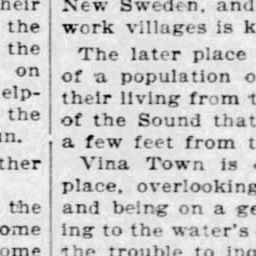 heir
the
the
on
elp-
the
un.
ther
the
ome
ome
New Sweden, and
work villages is k
The later place
of a population o
their living from t
of the Sound that
a few feet from t
Vina Town is
place, overlooking
and being on a ge
ing to the water's
the trouble to inq